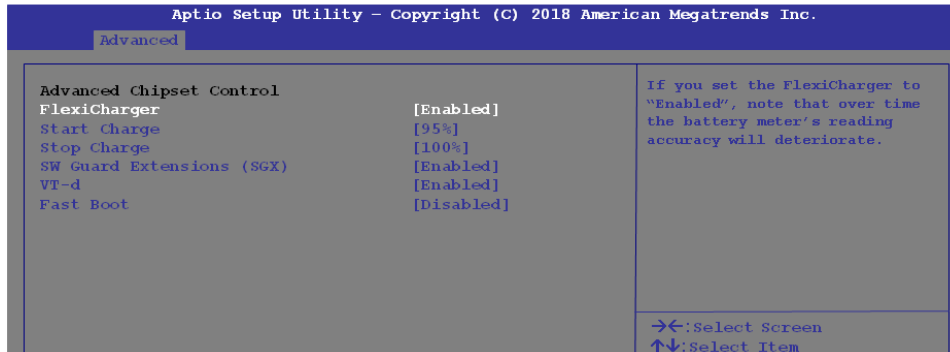 Aptio Setup Utility – Copyright (C) 2018 American Megatrends Inc.
Advanced
Advanced Chipset Control
FlexiCharger [Enabled]
Start Charge [95%]
Stop Charge [100%]
SW Guard Extensions (SGX) [Enabled]
VT-d [Enabled]
Fast Boot [Disabled]
If you set the FlexiCharger to
“Enabled”, note that over time
the battery meter’s reading
accuracy will deteriorate.
→←:Select Screen
↑↓:Select Item